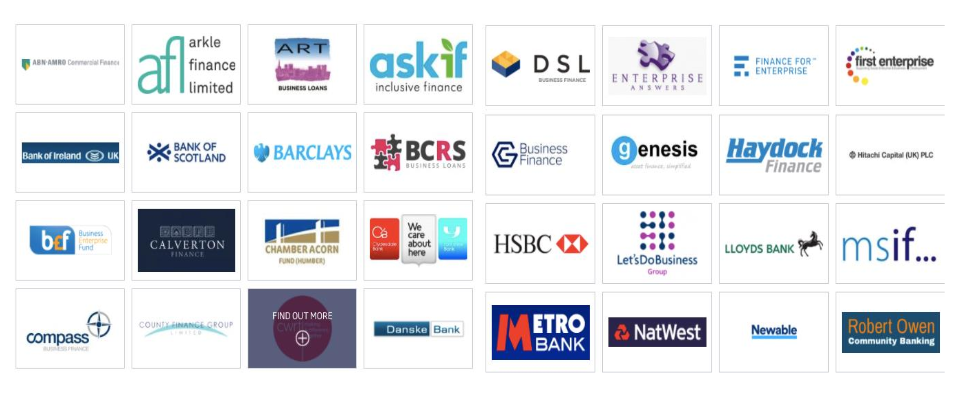 ABN·AMRO Commercial Finance
afl
arkle
finance
limited
ART
BUSINESS LOANS
askif
inclusive finance
DSL
BUSINESS FINANCE
ENTERPRISE
ANSWERS
FINANCE FOR™
ENTERPRISE
first enterprise
Bank of Ireland UK
BANK OF
SCOTLAND
BARCLAYS
BCRS
BUSINESS LOANS
Business
Finance
genesis
asset finance, simplified
Haydock
Finance
Hitachi Capital (UK) PLC
b£f
Business
Enterprise
Fund
CALVERTON
FINANCE
CHAMBER ACORN
FUND (HUMBER)
We
care
about
here
HSBC
Let'sDoBusiness
Group
LLOYDS BANK
msif...
compass
BUSINESS FINANCE
COUNTY FINANCE GROUP
LIMITED
FIND OUT MORE
Danske Bank
METRO
BANK
NatWest
Newable
Robert Owen
Community Banking